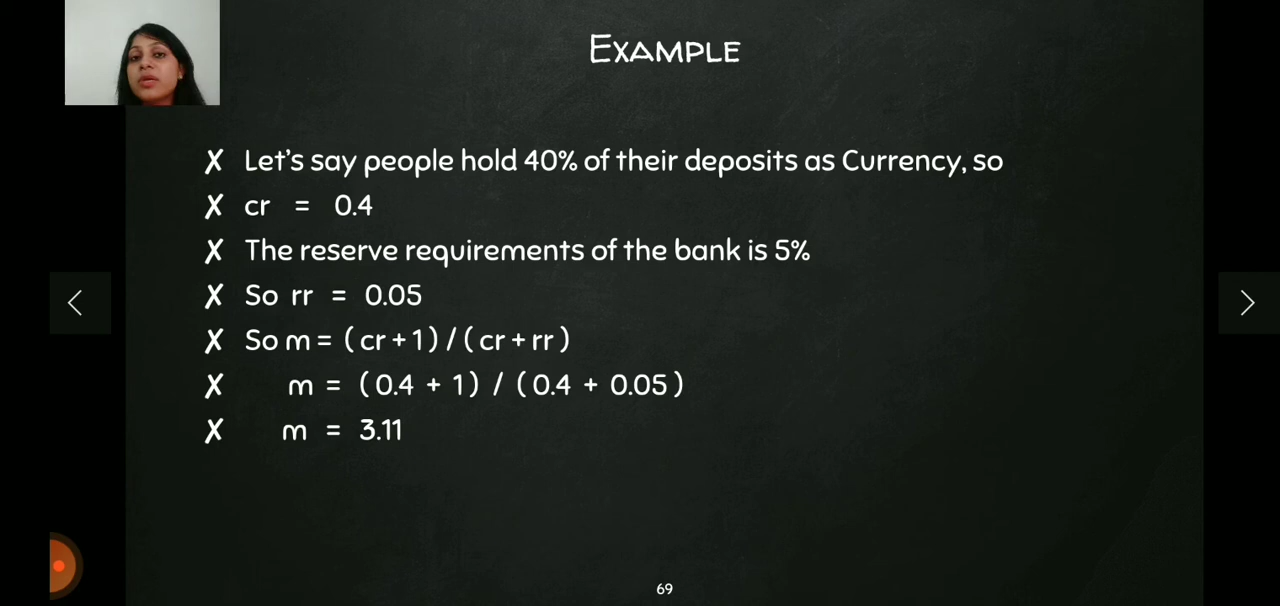 Example
✗ Let's say people hold 40% of their deposits as Currency, so
✗ cr = 0.4
✗ The reserve requirements of the bank is 5%
✗ So rr = 0.05
✗ So m = (cr + 1) / (cr + rr)
✗ m = (0.4 + 1) / (0.4 + 0.05)
✗ m = 3.11
69